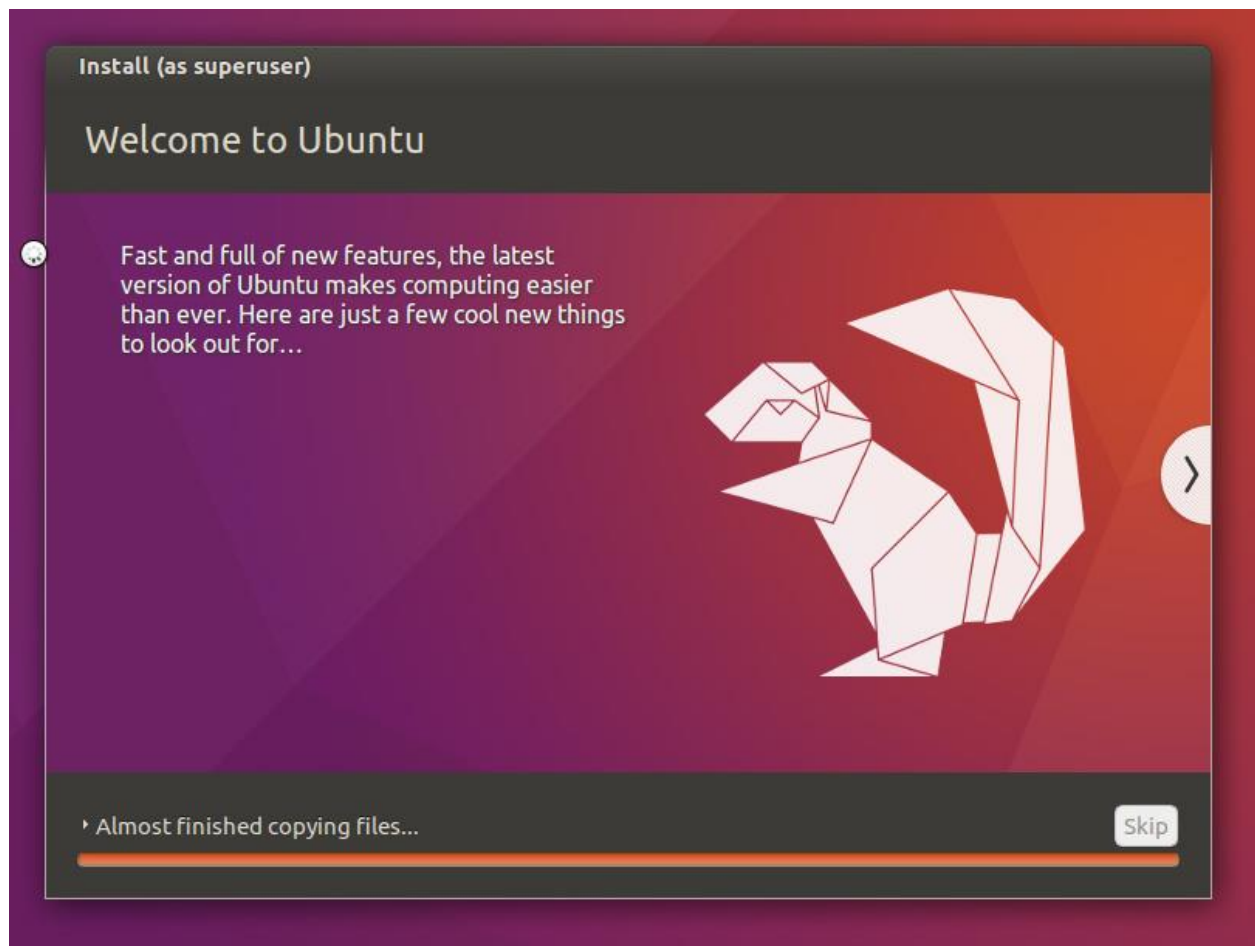 Install (as superuser)
Welcome to Ubuntu
Fast and full of new features, the latest
version of Ubuntu makes computing easier
than ever. Here are just a few cool new things
to look out for…
Almost finished copying files...
Skip